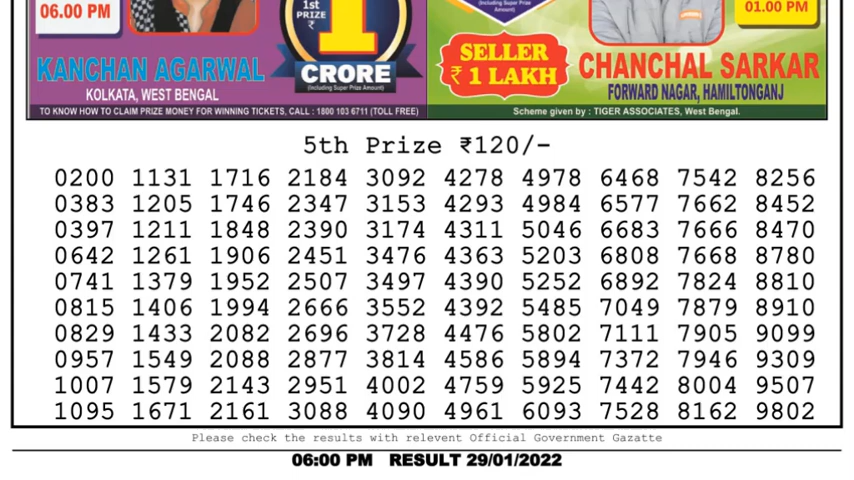 06.00 PM
1st
PRIZE
₹
1
CRORE
(Including Super Prize Amount)
KANCHAN AGARWAL
KOLKATA, WEST BENGAL
TO KNOW HOW TO CLAIM PRIZE MONEY FOR WINNING TICKETS, CALL : 1800 103 6711 (TOLL FREE)
(Including Super Prize
Amount)
01.00 PM
SELLER
₹ 1 LAKH
CHANCHAL SARKAR
FORWARD NAGAR, HAMILTONGANJ
Scheme given by : TIGER ASSOCIATES, West Bengal.
5th Prize ₹120/-
0200 1131 1716 2184 3092 4278 4978 6468 7542 8256
0383 1205 1746 2347 3153 4293 4984 6577 7662 8452
0397 1211 1848 2390 3174 4311 5046 6683 7666 8470
0642 1261 1906 2451 3476 4363 5203 6808 7668 8780
0741 1379 1952 2507 3497 4390 5252 6892 7824 8810
0815 1406 1994 2666 3552 4392 5485 7049 7879 8910
0829 1433 2082 2696 3728 4476 5802 7111 7905 9099
0957 1549 2088 2877 3814 4586 5894 7372 7946 9309
1007 1579 2143 2951 4002 4759 5925 7442 8004 9507
1095 1671 2161 3088 4090 4961 6093 7528 8162 9802
Please check the results with relevent Official Government Gazatte
06:00 PM RESULT 29/01/2022